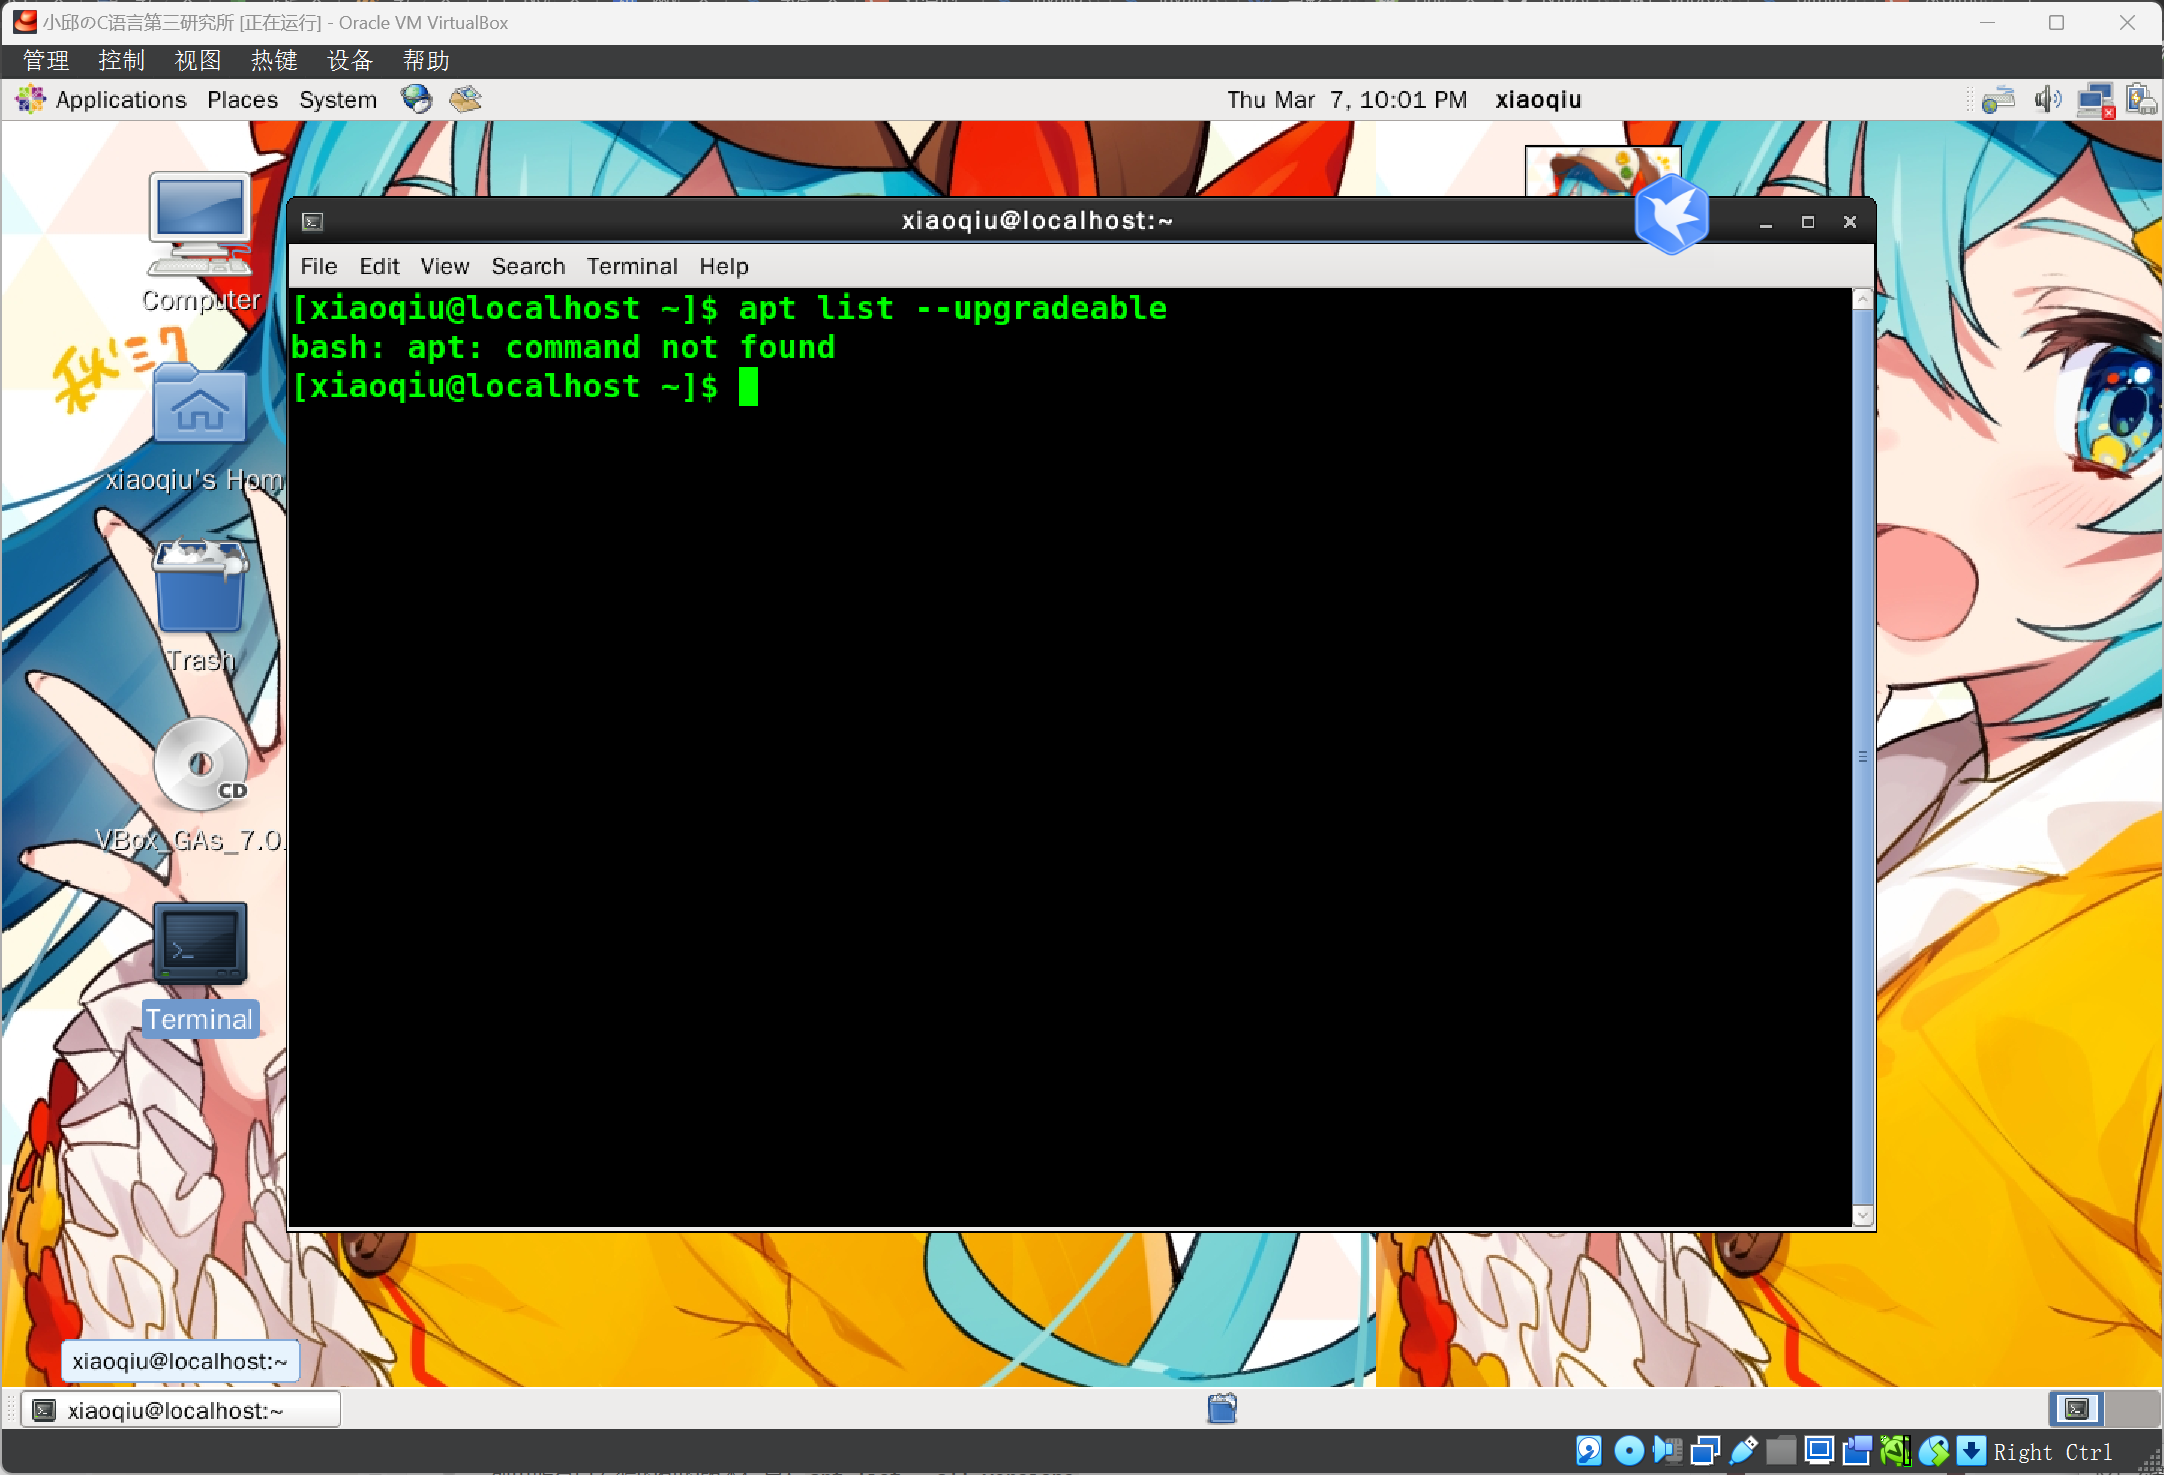 小邱のC语言第三研究所 [正在运行] - Oracle VM VirtualBox
管理 控制 视图 热键 设备 帮助
Applications Places System Thu Mar 7, 10:01 PM xiaoqiu
xiaoqiu@localhost:~
File Edit View Search Terminal Help
[xiaoqiu@localhost ~]$ apt list --upgradeable
bash: apt: command not found
[xiaoqiu@localhost ~]$
Computer
xiaoqiu's Hom
Trash
CD
VBox_GAs_7.0.
Terminal
xiaoqiu@localhost:~
xiaoqiu@localhost:~
Right Ctrl